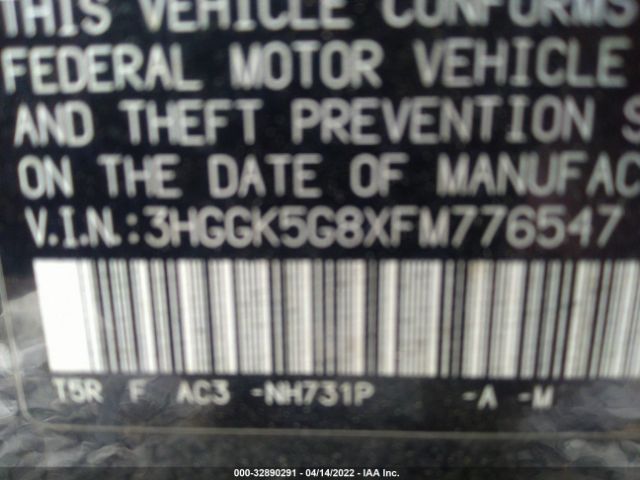 THIS VEHICLE CONFORMS
FEDERAL MOTOR VEHICLE
AND THEFT PREVENTION S
ON THE DATE OF MANUFAC
V.I.N.:3HGGK5G8XFM776547
T5R F AC3 -NH731P -A -M
000-32890291 - 04/14/2022 - IAA Inc.